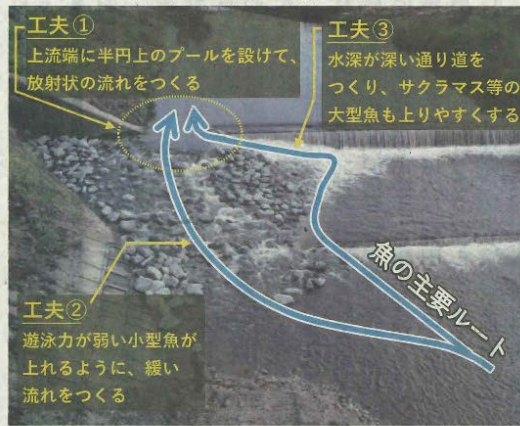 工夫①
上流端に半円上のプールを設けて、
放射状の流れをつくる
工夫③
水深が深い通り道を
つくり、サクラマス等の
大型魚も上りやすくする
魚の主要ルート
工夫②
遊泳力が弱い小型魚が
上れるように、緩い
流れをつくる